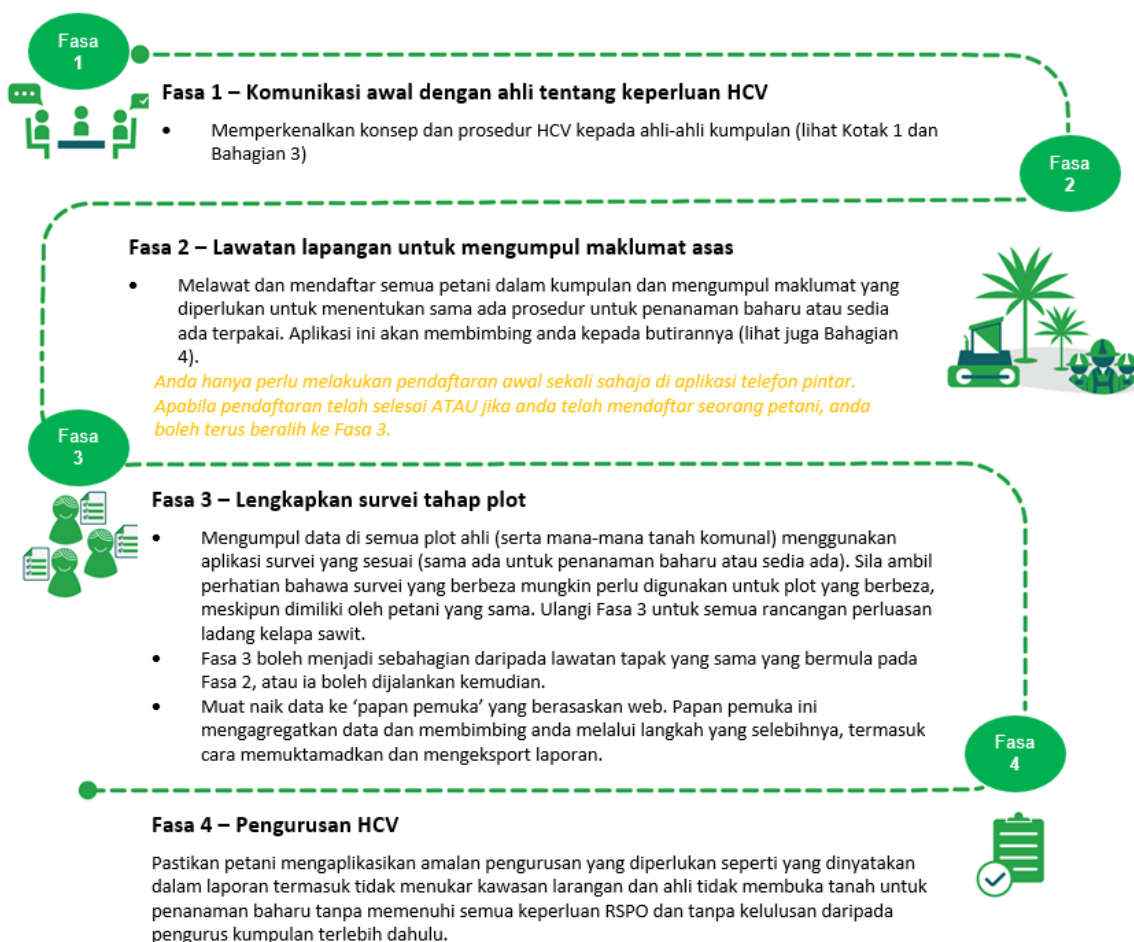 Fasa
1
Fasa 1 – Komunikasi awal dengan ahli tentang keperluan HCV
• Memperkenalkan konsep dan prosedur HCV kepada ahli-ahli kumpulan (lihat Kotak 1 dan
Bahagian 3)
Fasa
2
Fasa 2 – Lawatan lapangan untuk mengumpul maklumat asas
• Melawat dan mendaftar semua petani dalam kumpulan dan mengumpul maklumat yang
diperlukan untuk menentukan sama ada prosedur untuk penanaman baharu atau sedia
ada terpakai. Aplikasi ini akan membimbing anda kepada butirannya (lihat juga Bahagian
4).
Anda hanya perlu melakukan pendaftaran awal sekali sahaja di aplikasi telefon pintar.
Apabila pendaftaran telah selesai ATAU jika anda telah mendaftar seorang petani, anda
boleh terus beralih ke Fasa 3.
Fasa
3
Fasa 3 – Lengkapkan survei tahap plot
• Mengumpul data di semua plot ahli (serta mana-mana tanah komunal) menggunakan
aplikasi survei yang sesuai (sama ada untuk penanaman baharu atau sedia ada). Sila ambil
perhatian bahawa survei yang berbeza mungkin perlu digunakan untuk plot yang berbeza,
meskipun dimiliki oleh petani yang sama. Ulangi Fasa 3 untuk semua rancangan perluasan
ladang kelapa sawit.
• Fasa 3 boleh menjadi sebahagian daripada lawatan tapak yang sama yang bermula pada
Fasa 2, atau ia boleh dijalankan kemudian.
• Muat naik data ke ‘papan pemuka’ yang berasaskan web. Papan pemuka ini
mengagregatkan data dan membimbing anda melalui langkah yang selebihnya, termasuk
cara memuktamadkan dan mengeksport laporan.
Fasa
4
Fasa 4 – Pengurusan HCV
Pastikan petani mengaplikasikan amalan pengurusan yang diperlukan seperti yang dinyatakan
dalam laporan termasuk tidak menukar kawasan larangan dan ahli tidak membuka tanah untuk
penanaman baharu tanpa memenuhi semua keperluan RSPO dan tanpa kelulusan daripada
pengurus kumpulan terlebih dahulu.